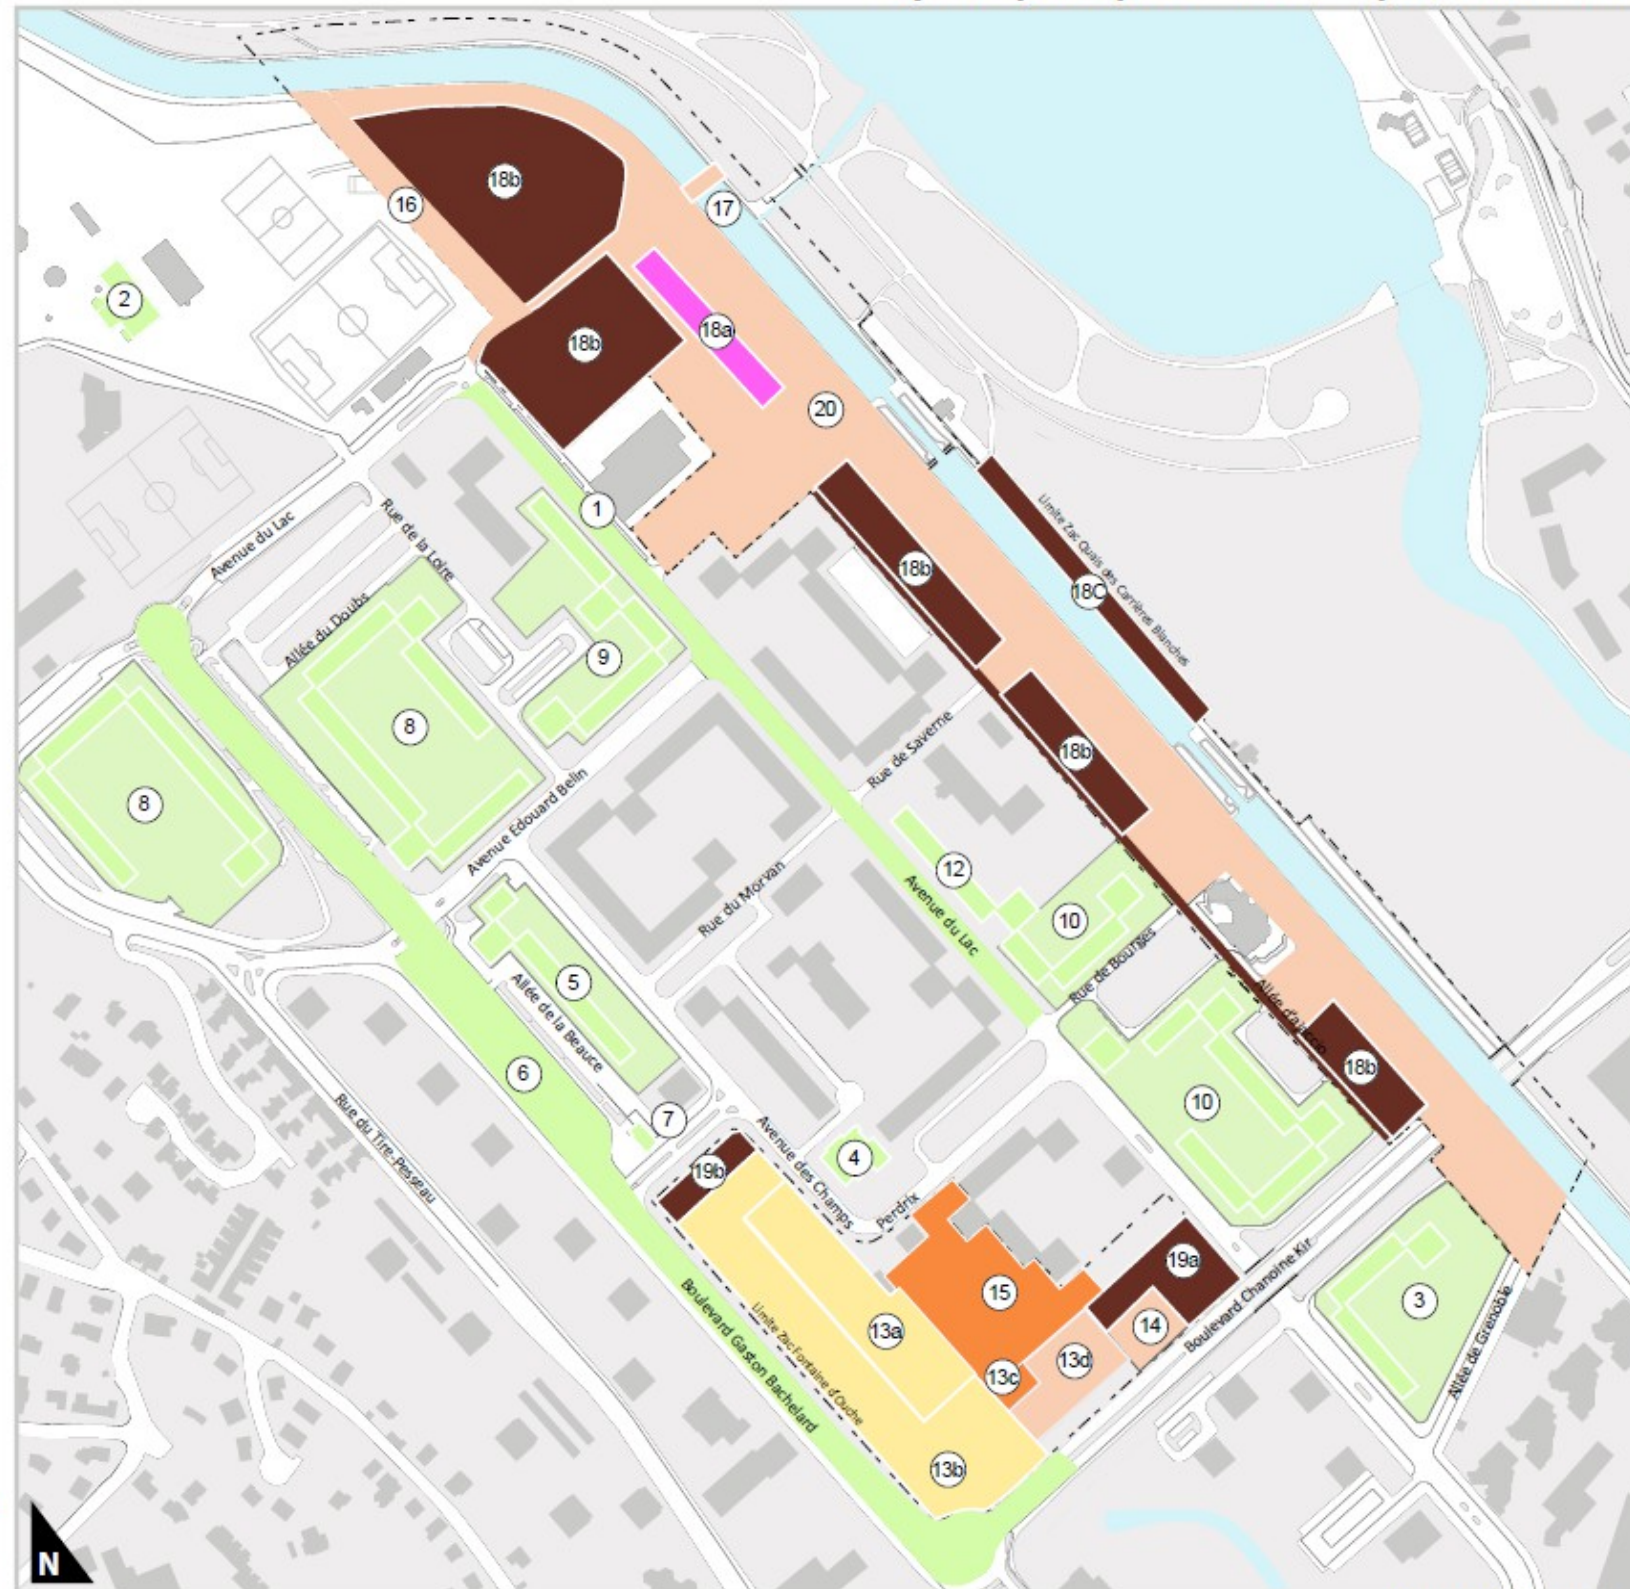 18b
16
17
2
18a
18b
20
1
Limite Zac Quais des Carrières Blanches
Avenue du Lac
Rue de la Loire
18b
18C
Allée du Doubs
9
8
18b
Rue de Saverne
8
Avenue Edouard Belin
12
Rue du Morvan
Avenue du Lac
10
5
Rue de Bourges
Allée de la Beauce
Allée d'ajaccio
6
18b
10
7
Rue du Tire-Pesseau
Avenue des Champs
Perdrix
4
19b
19a
15
3
Boulevard Chanoine Kir
14
13a
13d
13c
Limite Zac Fontaine d'Ouche
Boulevard Gaston Bachelard
Allée de Grenoble
13b
N